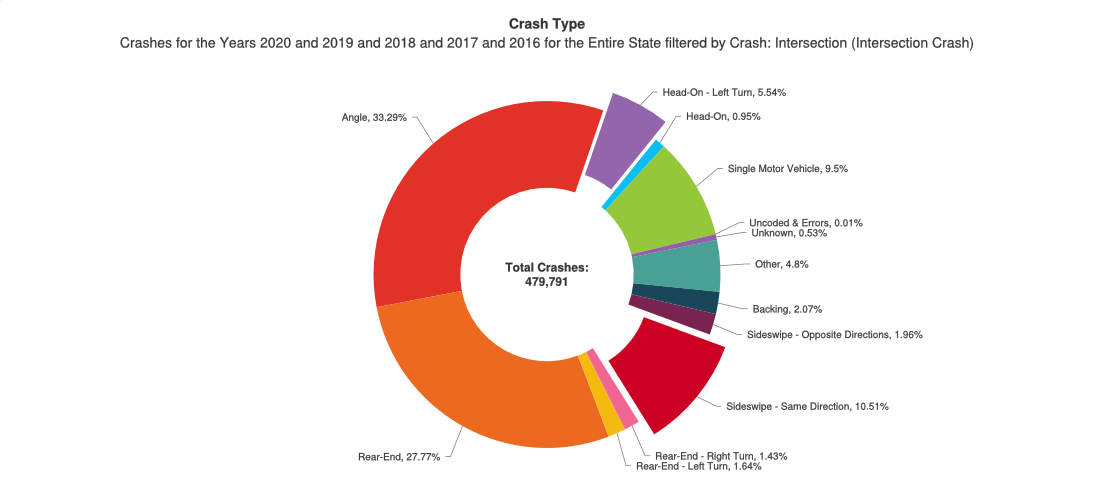 Crash Type
Crashes for the Years 2020 and 2019 and 2018 and 2017 and 2016 for the Entire State filtered by Crash: Intersection (Intersection Crash)
Head-On - Left Turn, 5.54%
Angle, 33.29%
Head-On, 0.95%
Single Motor Vehicle, 9.5%
Uncoded & Errors, 0.01%
Unknown, 0.53%
Other, 4.8%
Total Crashes:
479,791
Backing, 2.07%
Sideswipe - Opposite Directions, 1.96%
Sideswipe - Same Direction, 10.51%
Rear-End, 27.77%
Rear-End - Right Turn, 1.43%
Rear-End - Left Turn, 1.64%